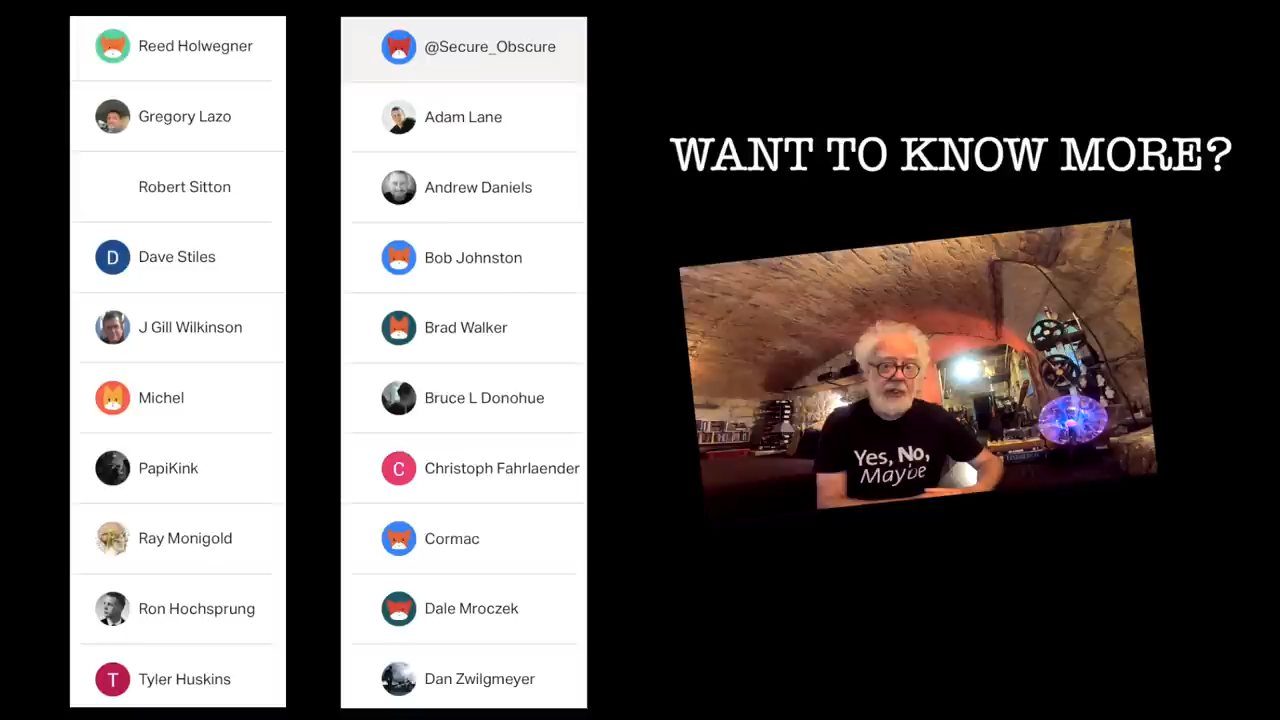 Reed Holwegner
Gregory Lazo
Robert Sitton
D Dave Stiles
J Gill Wilkinson
Michel
PapiKink
Ray Monigold
Ron Hochsprung
T Tyler Huskins
@Secure_Obscure
Adam Lane
Andrew Daniels
Bob Johnston
Brad Walker
Bruce L Donohue
C Christoph Fahrlaender
Cormac
Dale Mroczek
Dan Zwilgmeyer
WANT TO KNOW MORE?
Yes, No,
Maybe